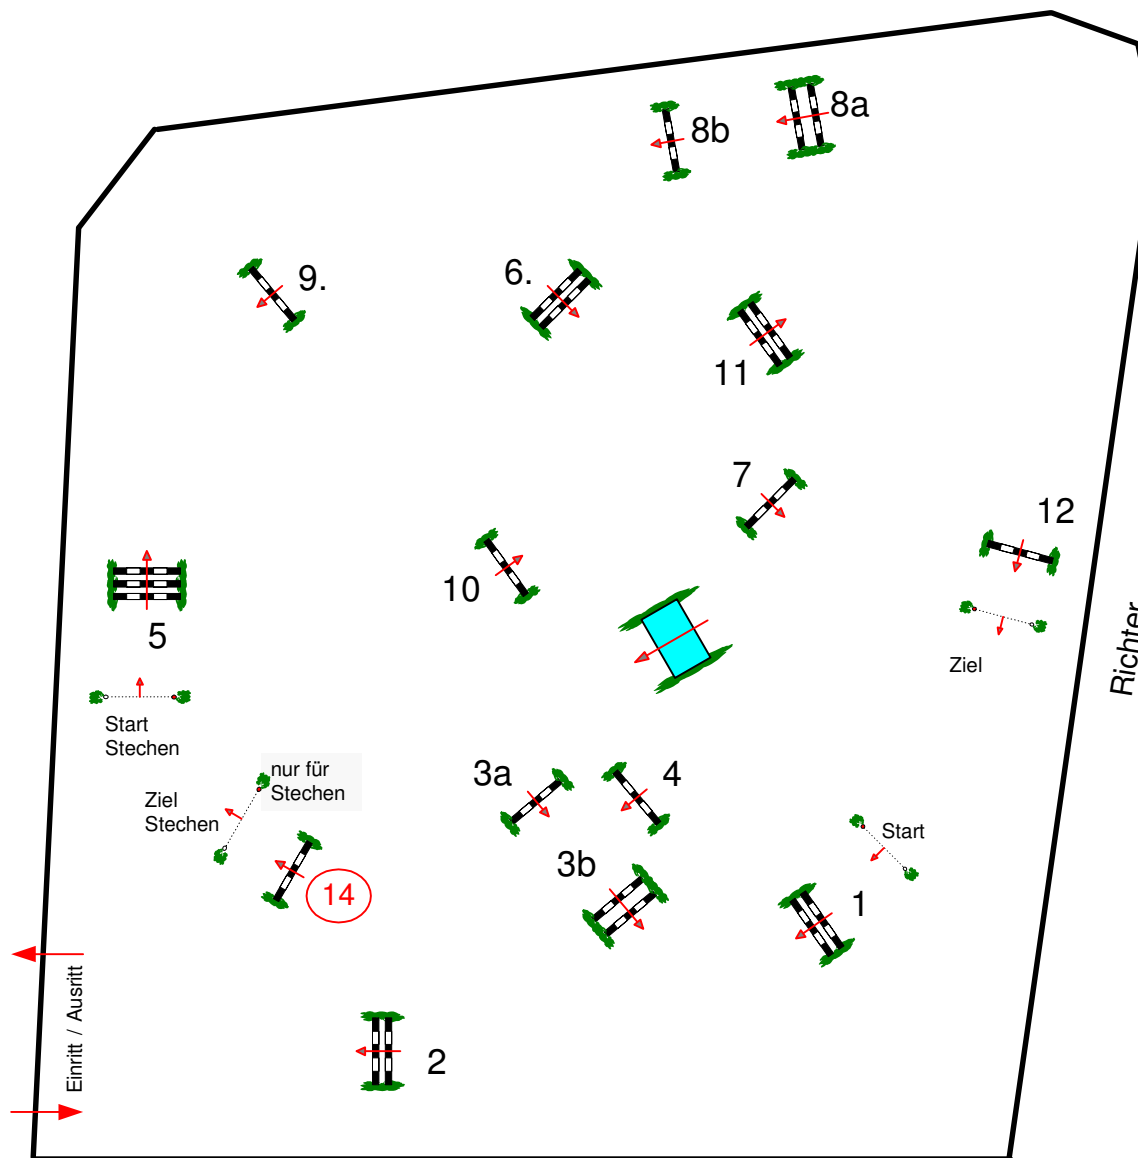 8a
8b
9.
6.
11
7
12
10
5
Richter
Ziel
Start
Stechen
nur für
Stechen
Ziel
Stechen
3a
4
Start
3b
14
1
Einritt / Ausritt
2